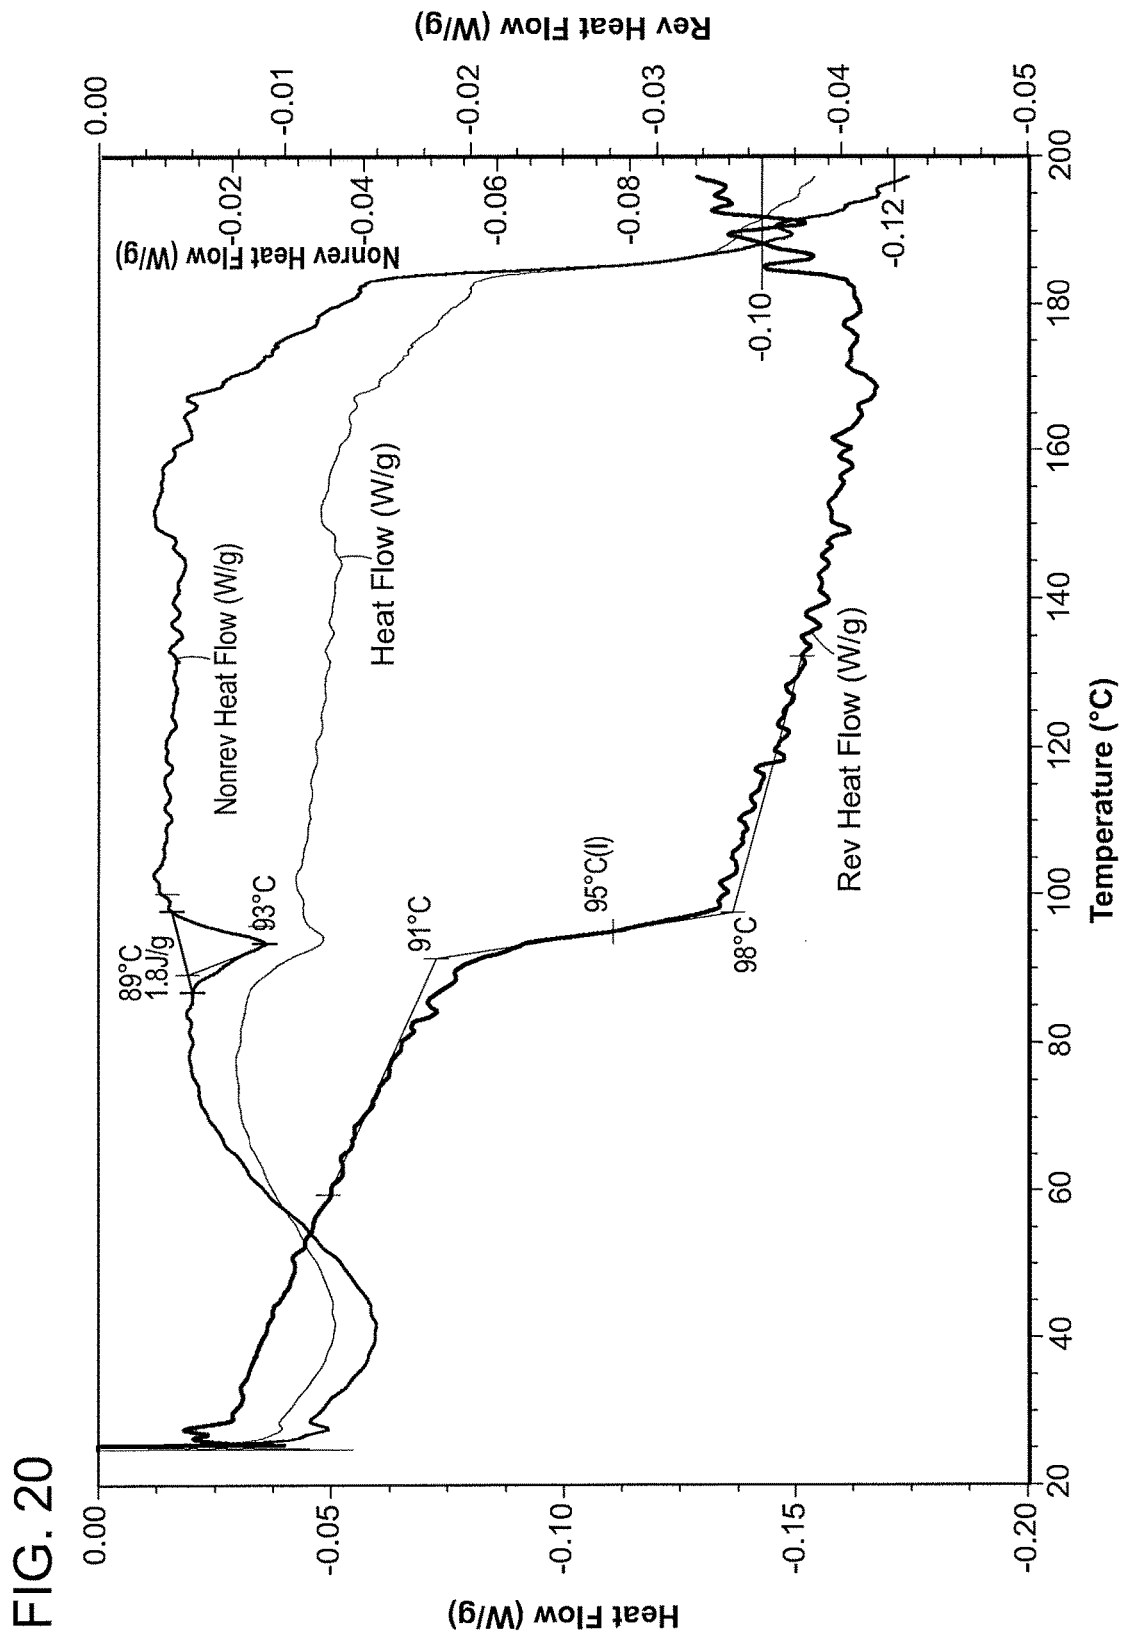 FIG. 20
Heat Flow (W/g)
0.00
-0.05
-0.10
-0.15
-0.20
Nonrev Heat Flow (W/g)
-0.02
-0.04
-0.06
-0.08
-0.10
-0.12
Rev Heat Flow (W/g)
0.00
-0.01
-0.02
-0.03
-0.04
-0.05
89°C
1.8J/g
93°C
Nonrev Heat Flow (W/g)
Heat Flow (W/g)
91°C
95°C(I)
98°C
Rev Heat Flow (W/g)
20
40
60
80
100
120
140
160
180
200
Temperature (°C)